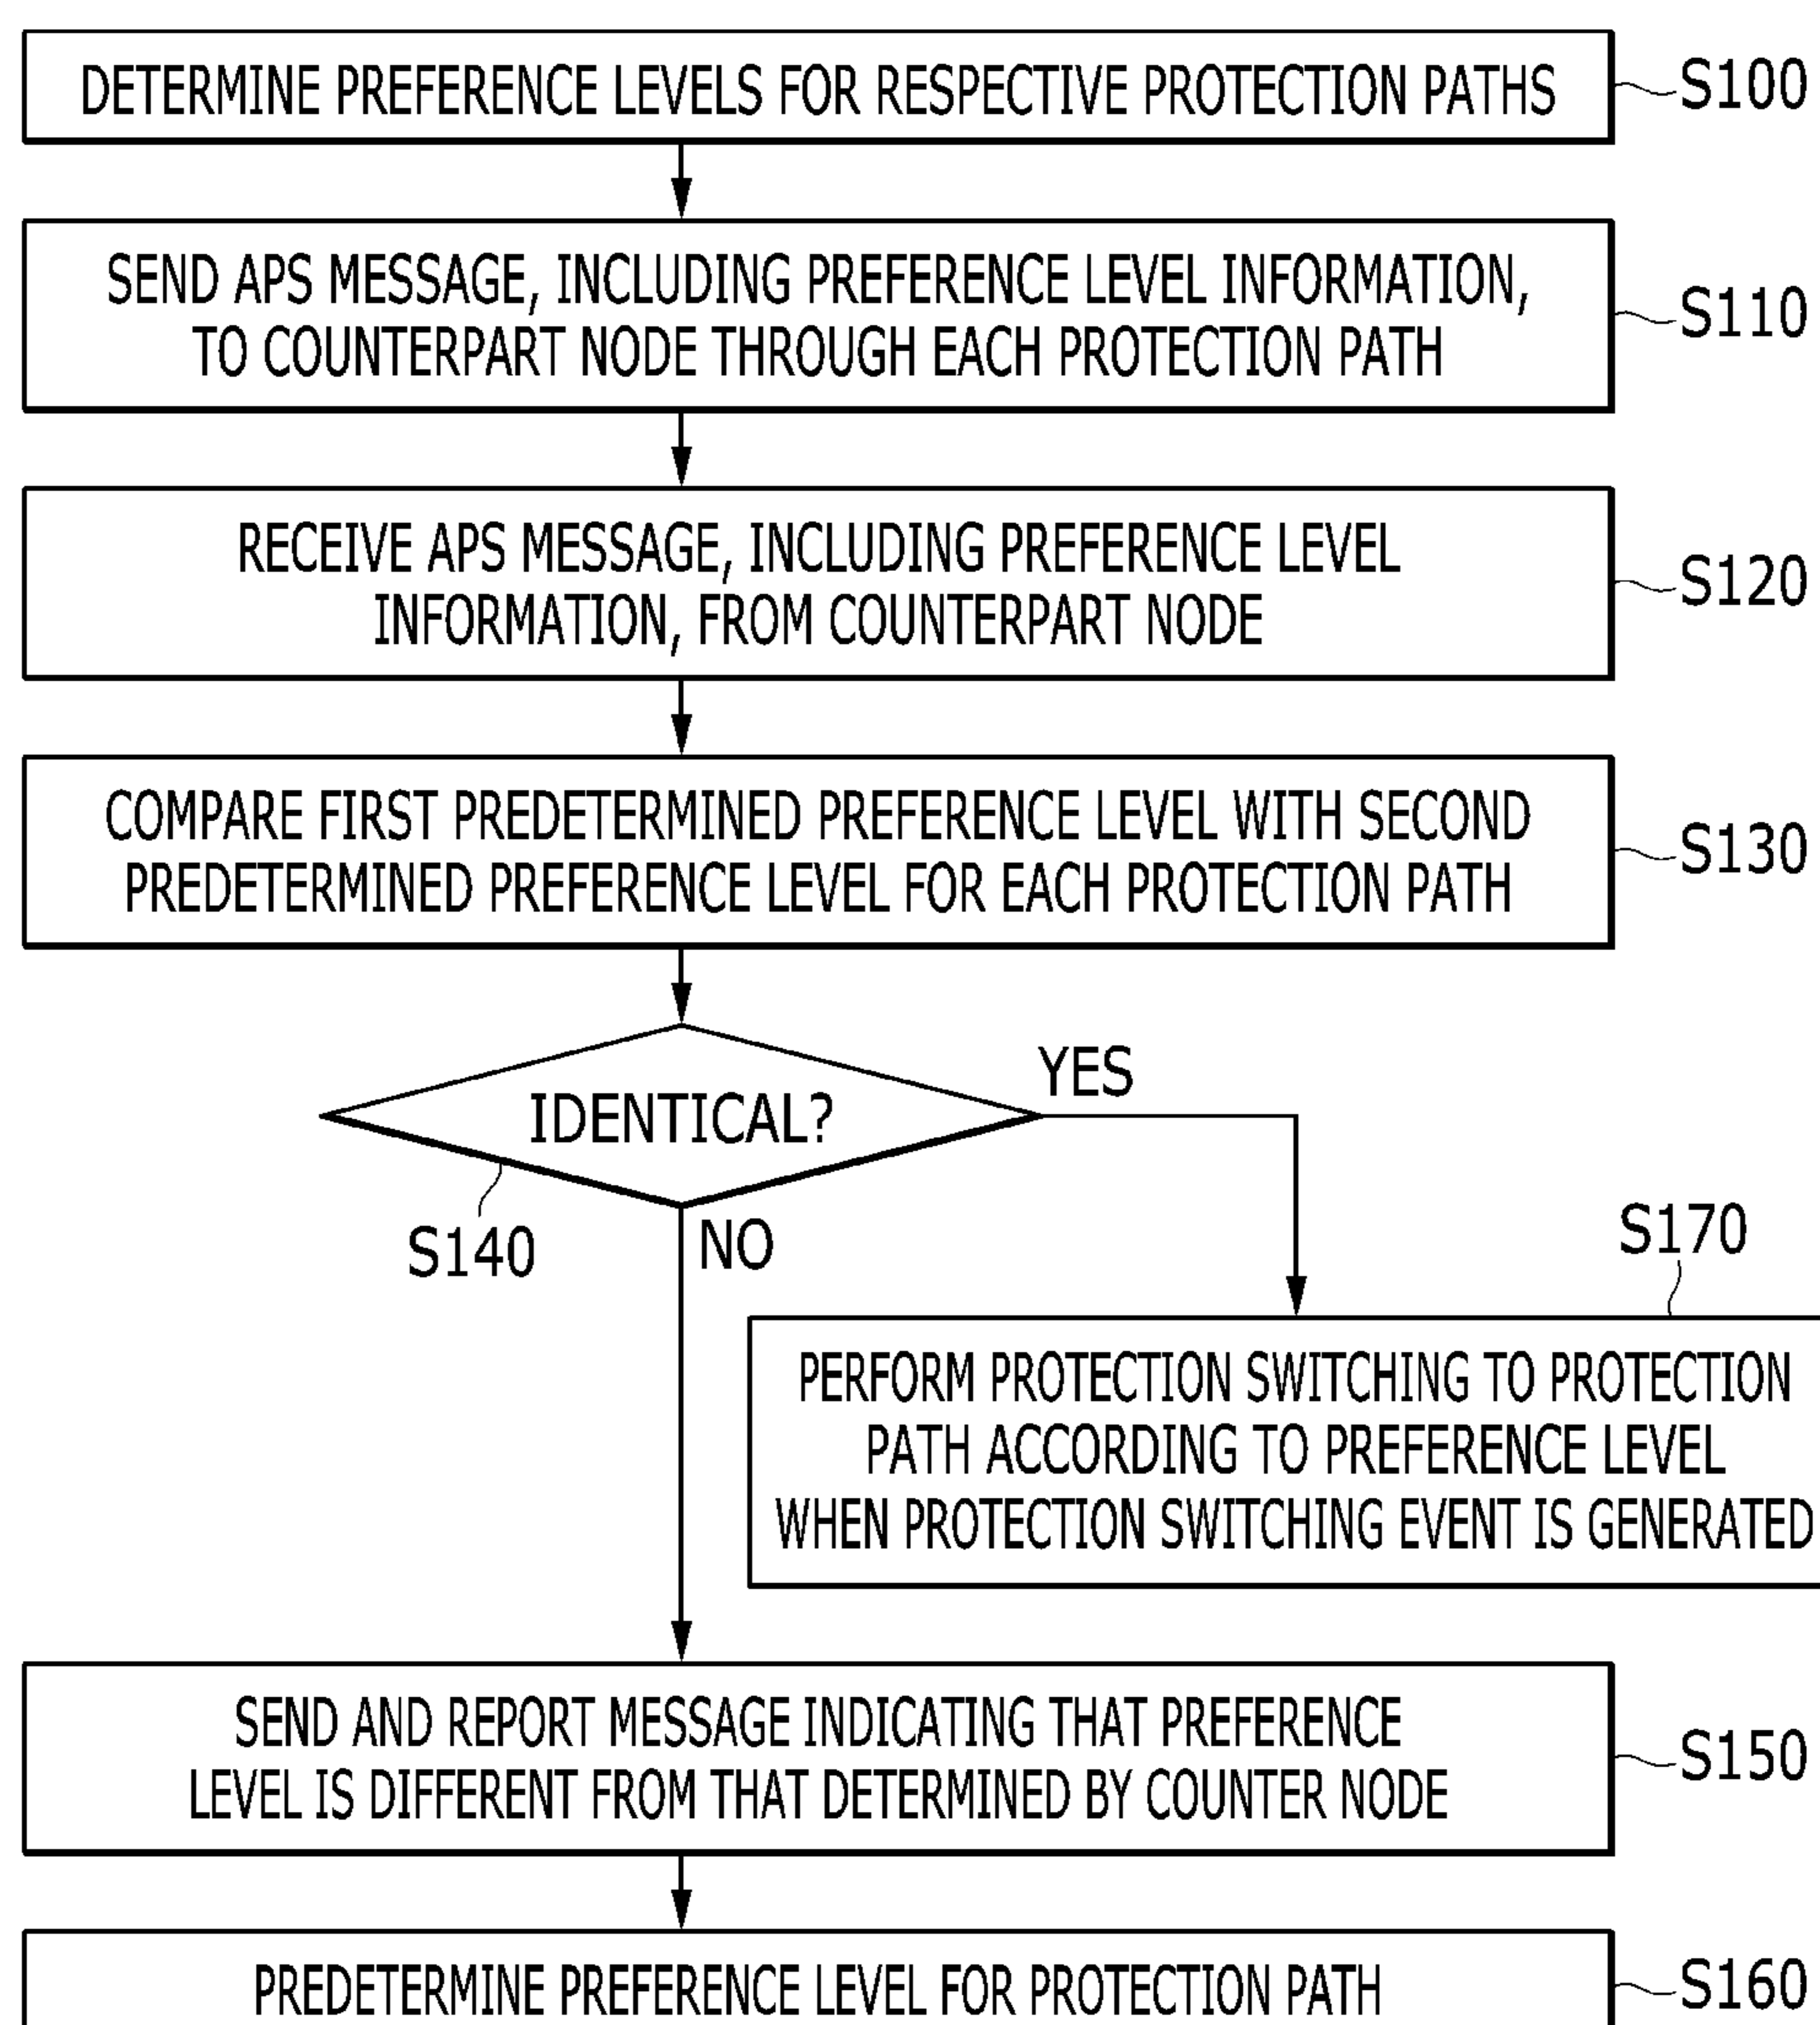 DETERMINE PREFERENCE LEVELS FOR RESPECTIVE PROTECTION PATHS
S100
SEND APS MESSAGE, INCLUDING PREFERENCE LEVEL INFORMATION,
TO COUNTERPART NODE THROUGH EACH PROTECTION PATH
S110
RECEIVE APS MESSAGE, INCLUDING PREFERENCE LEVEL
INFORMATION, FROM COUNTERPART NODE
S120
COMPARE FIRST PREDETERMINED PREFERENCE LEVEL WITH SECOND
PREDETERMINED PREFERENCE LEVEL FOR EACH PROTECTION PATH
S130
IDENTICAL?
YES
S140
NO
S170
PERFORM PROTECTION SWITCHING TO PROTECTION
PATH ACCORDING TO PREFERENCE LEVEL
WHEN PROTECTION SWITCHING EVENT IS GENERATED
SEND AND REPORT MESSAGE INDICATING THAT PREFERENCE
LEVEL IS DIFFERENT FROM THAT DETERMINED BY COUNTER NODE
S150
PREDETERMINE PREFERENCE LEVEL FOR PROTECTION PATH
S160